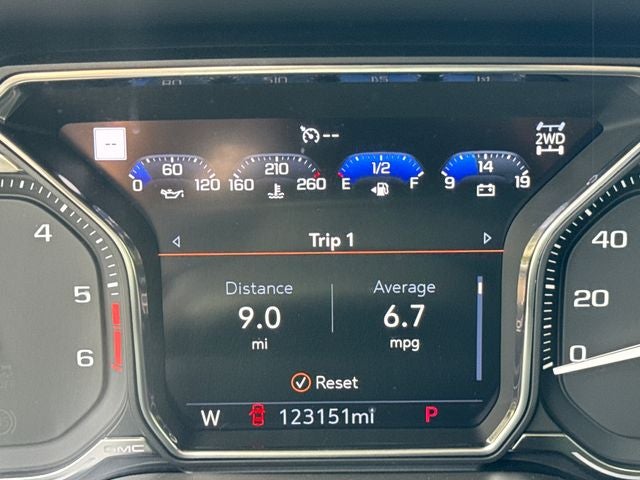 --
--
2WD
0 60 120
160 210 260
E 1/2 F
9 14 19
Trip 1
Distance
9.0
mi
Average
6.7
mpg
Reset
W 123151mi P
4
5
6
40
20
0
GMC